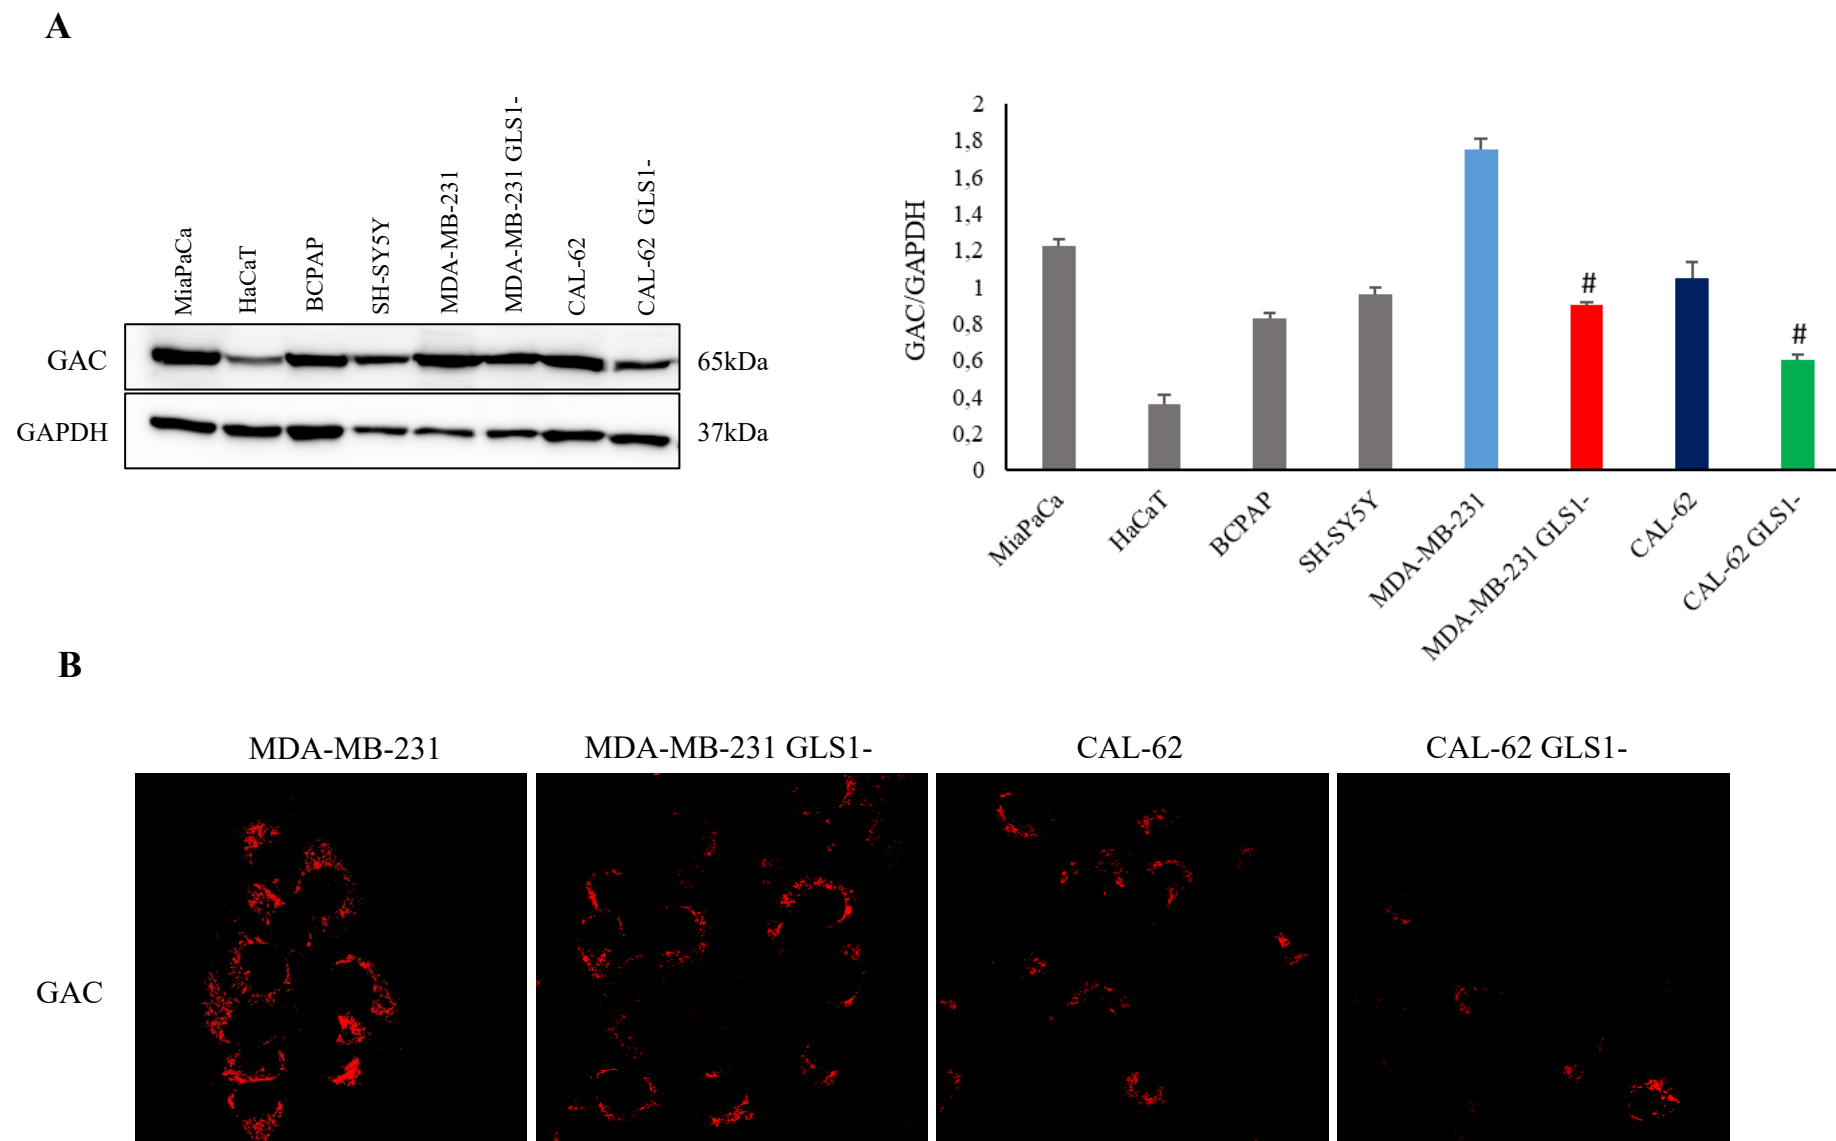 A
MiaPaCa
HaCaT
BCPAP
SH-SY5Y
MDA-MB-231
MDA-MB-231 GLS1-
CAL-62
CAL-62 GLS1-
GAC
65kDa
GAPDH
37kDa
GAC/GAPDH
2
1,8
1,6
1,4
1,2
1
0,8
0,6
0,4
0,2
0
#
#
MiaPaCa
HaCaT
BCPAP
SH-SY5Y
MDA-MB-231
MDA-MB-231 GLS1-
CAL-62
CAL-62 GLS1-
B
MDA-MB-231
MDA-MB-231 GLS1-
CAL-62
CAL-62 GLS1-
GAC